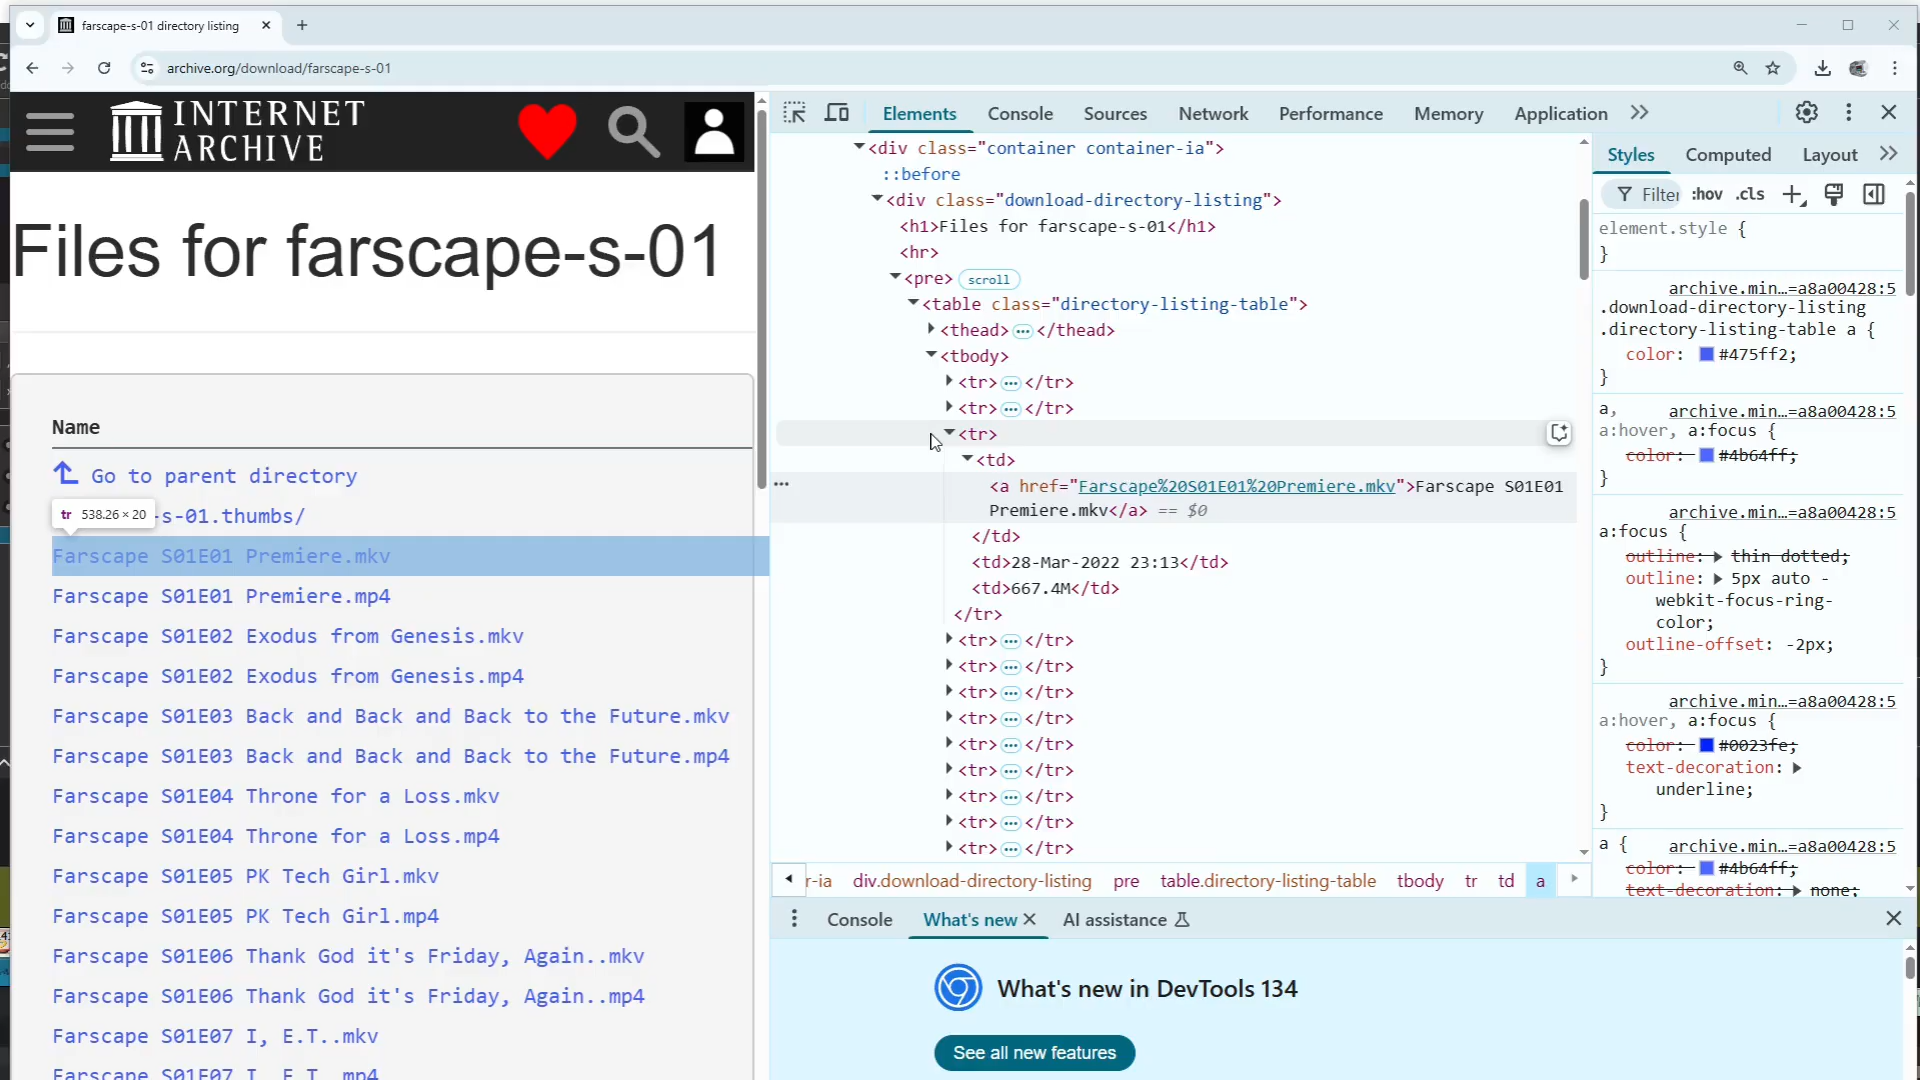 farscape-s-01 directory listing
archive.org/download/farscape-s-01
INTERNET
ARCHIVE
Files for farscape-s-01
Name
Go to parent directory
tr 538.26 × 20
-s-01.thumbs/
Farscape S01E01 Premiere.mkv
Farscape S01E01 Premiere.mp4
Farscape S01E02 Exodus from Genesis.mkv
Farscape S01E02 Exodus from Genesis.mp4
Farscape S01E03 Back and Back and Back to the Future.mkv
Farscape S01E03 Back and Back and Back to the Future.mp4
Farscape S01E04 Throne for a Loss.mkv
Farscape S01E04 Throne for a Loss.mp4
Farscape S01E05 PK Tech Girl.mkv
Farscape S01E05 PK Tech Girl.mp4
Farscape S01E06 Thank God it's Friday, Again..mkv
Farscape S01E06 Thank God it's Friday, Again..mp4
Farscape S01E07 I, E.T..mkv
Farscape S01E07 I, E.T..mp4
Elements Console Sources Network Performance Memory Application
<div class="container container-ia">
::before
<div class="download-directory-listing">
<h1>Files for farscape-s-01</h1>
<hr>
<pre> scroll
<table class="directory-listing-table">
<thead>…</thead>
<tbody>
<tr>…</tr>
<tr>…</tr>
<tr>
<td>
<a href="Farscape%20S01E01%20Premiere.mkv">Farscape S01E01
Premiere.mkv</a> == $0
</td>
<td>28-Mar-2022 23:13</td>
<td>667.4M</td>
</tr>
<tr>…</tr>
<tr>…</tr>
<tr>…</tr>
<tr>…</tr>
<tr>…</tr>
<tr>…</tr>
<tr>…</tr>
<tr>…</tr>
<tr>…</tr>
r-ia div.download-directory-listing pre table.directory-listing-table tbody tr td a
Styles Computed Layout
Filter :hov .cls
element.style {
}
archive.min…=a8a00428:5
.download-directory-listing
.directory-listing-table a {
color: #475ff2;
}
a, archive.min…=a8a00428:5
a:hover, a:focus {
color: #4b64ff;
}
archive.min…=a8a00428:5
a:focus {
outline: thin dotted;
outline: 5px auto -
webkit-focus-ring-
color;
outline-offset: -2px;
}
archive.min…=a8a00428:5
a:hover, a:focus {
color: #0023fe;
text-decoration:
underline;
}
a { archive.min…=a8a00428:5
color: #4b64ff;
text-decoration: none;
Console What's new AI assistance
What's new in DevTools 134
See all new features